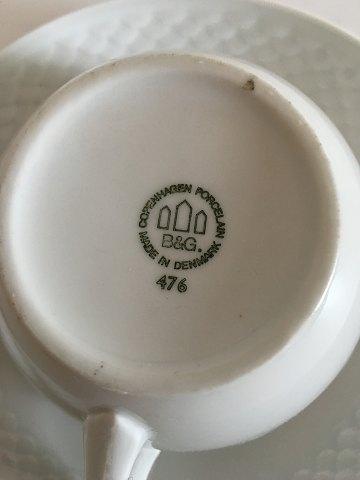 COPENHAGEN PORCELAIN
B&G.
MADE IN DENMARK
476